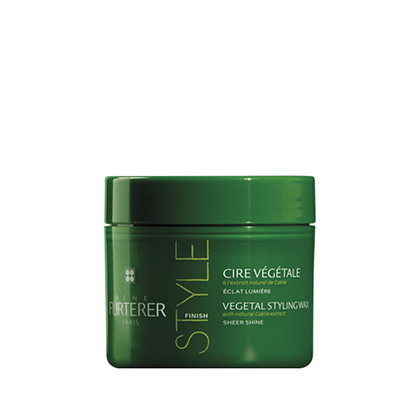 RENE
FURTERER
PARIS
STYLE
FINISH
CIRE VÉGÉTALE
à l'extrait naturel de Cakilé
ÉCLAT LUMIÈRE
VEGETAL STYLING WAX
with natural Cakile extract
SHEER SHINE